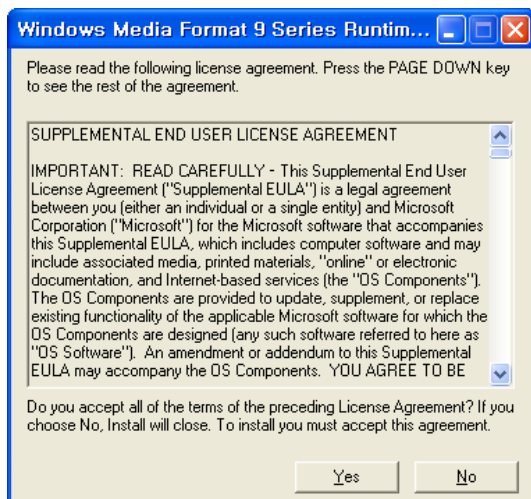 Windows Media Format 9 Series Runtim...
Please read the following license agreement. Press the PAGE DOWN key
to see the rest of the agreement.
SUPPLEMENTAL END USER LICENSE AGREEMENT
IMPORTANT:  READ CAREFULLY - This Supplemental End User
License Agreement ("Supplemental EULA") is a legal agreement
between you (either an individual or a single entity) and Microsoft
Corporation ("Microsoft") for the Microsoft software that accompanies
this Supplemental EULA, which includes computer software and may
include associated media, printed materials, "online" or electronic
documentation, and Internet-based services (the "OS Components").
The OS Components are provided to update, supplement, or replace
existing functionality of the applicable Microsoft software for which the
OS Components are designed (any such software referred to here as
"OS Software").  An amendment or addendum to this Supplemental
EULA may accompany the OS Components.  YOU AGREE TO BE
Do you accept all of the terms of the preceding License Agreement? If you
choose No, Install will close. To install you must accept this agreement.
Yes
No